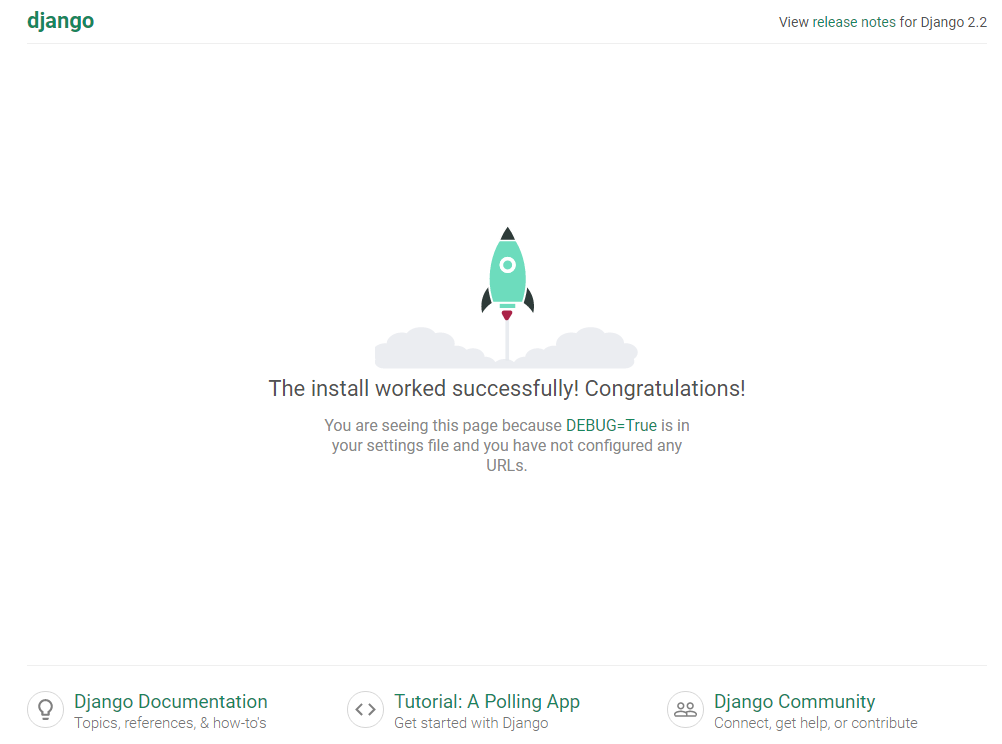 django
View release notes for Django 2.2
The install worked successfully! Congratulations!
You are seeing this page because DEBUG=True is in
your settings file and you have not configured any
URLs.
Django Documentation
Topics, references, & how-to's
Tutorial: A Polling App
Get started with Django
Django Community
Connect, get help, or contribute